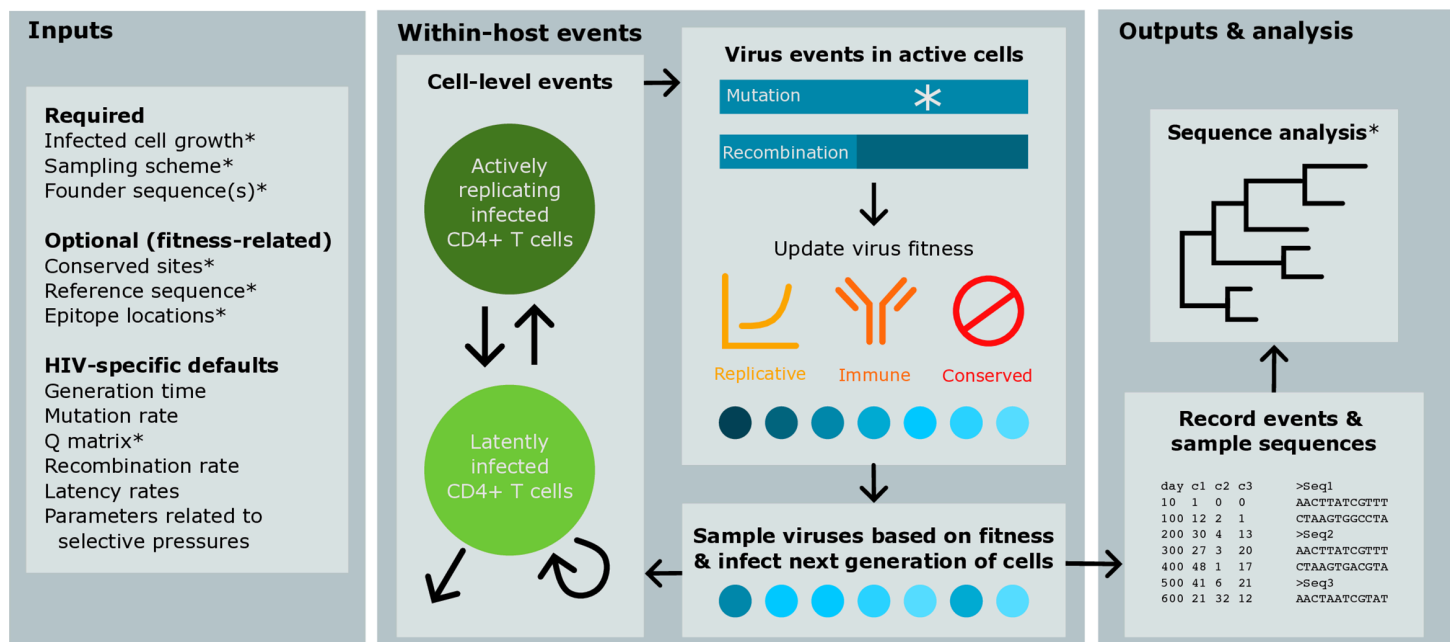 Inputs
Required
Infected cell growth*
Sampling scheme*
Founder sequence(s)*
Optional (fitness-related)
Conserved sites*
Reference sequence*
Epitope locations*
HIV-specific defaults
Generation time
Mutation rate
Q matrix*
Recombination rate
Latency rates
Parameters related to
selective pressures
Within-host events
Cell-level events
Actively
replicating
infected
CD4+ T cells
Latently
infected
CD4+ T cells
Virus events in active cells
Mutation
Recombination
Update virus fitness
Replicative
Immune
Conserved
Sample viruses based on fitness
& infect next generation of cells
Outputs & analysis
Sequence analysis*
Record events &
sample sequences
day c1 c2 c3 >Seq1
10 1 0 0 AACTTATCGTTT
100 12 2 1 CTAAGTGGCCTA
200 30 4 13 >Seq2
300 27 3 20 AACTTATCGTTT
400 48 1 17 CTAAGTGACGTA
500 41 6 21 >Seq3
600 21 32 12 AACTAATCGTAT